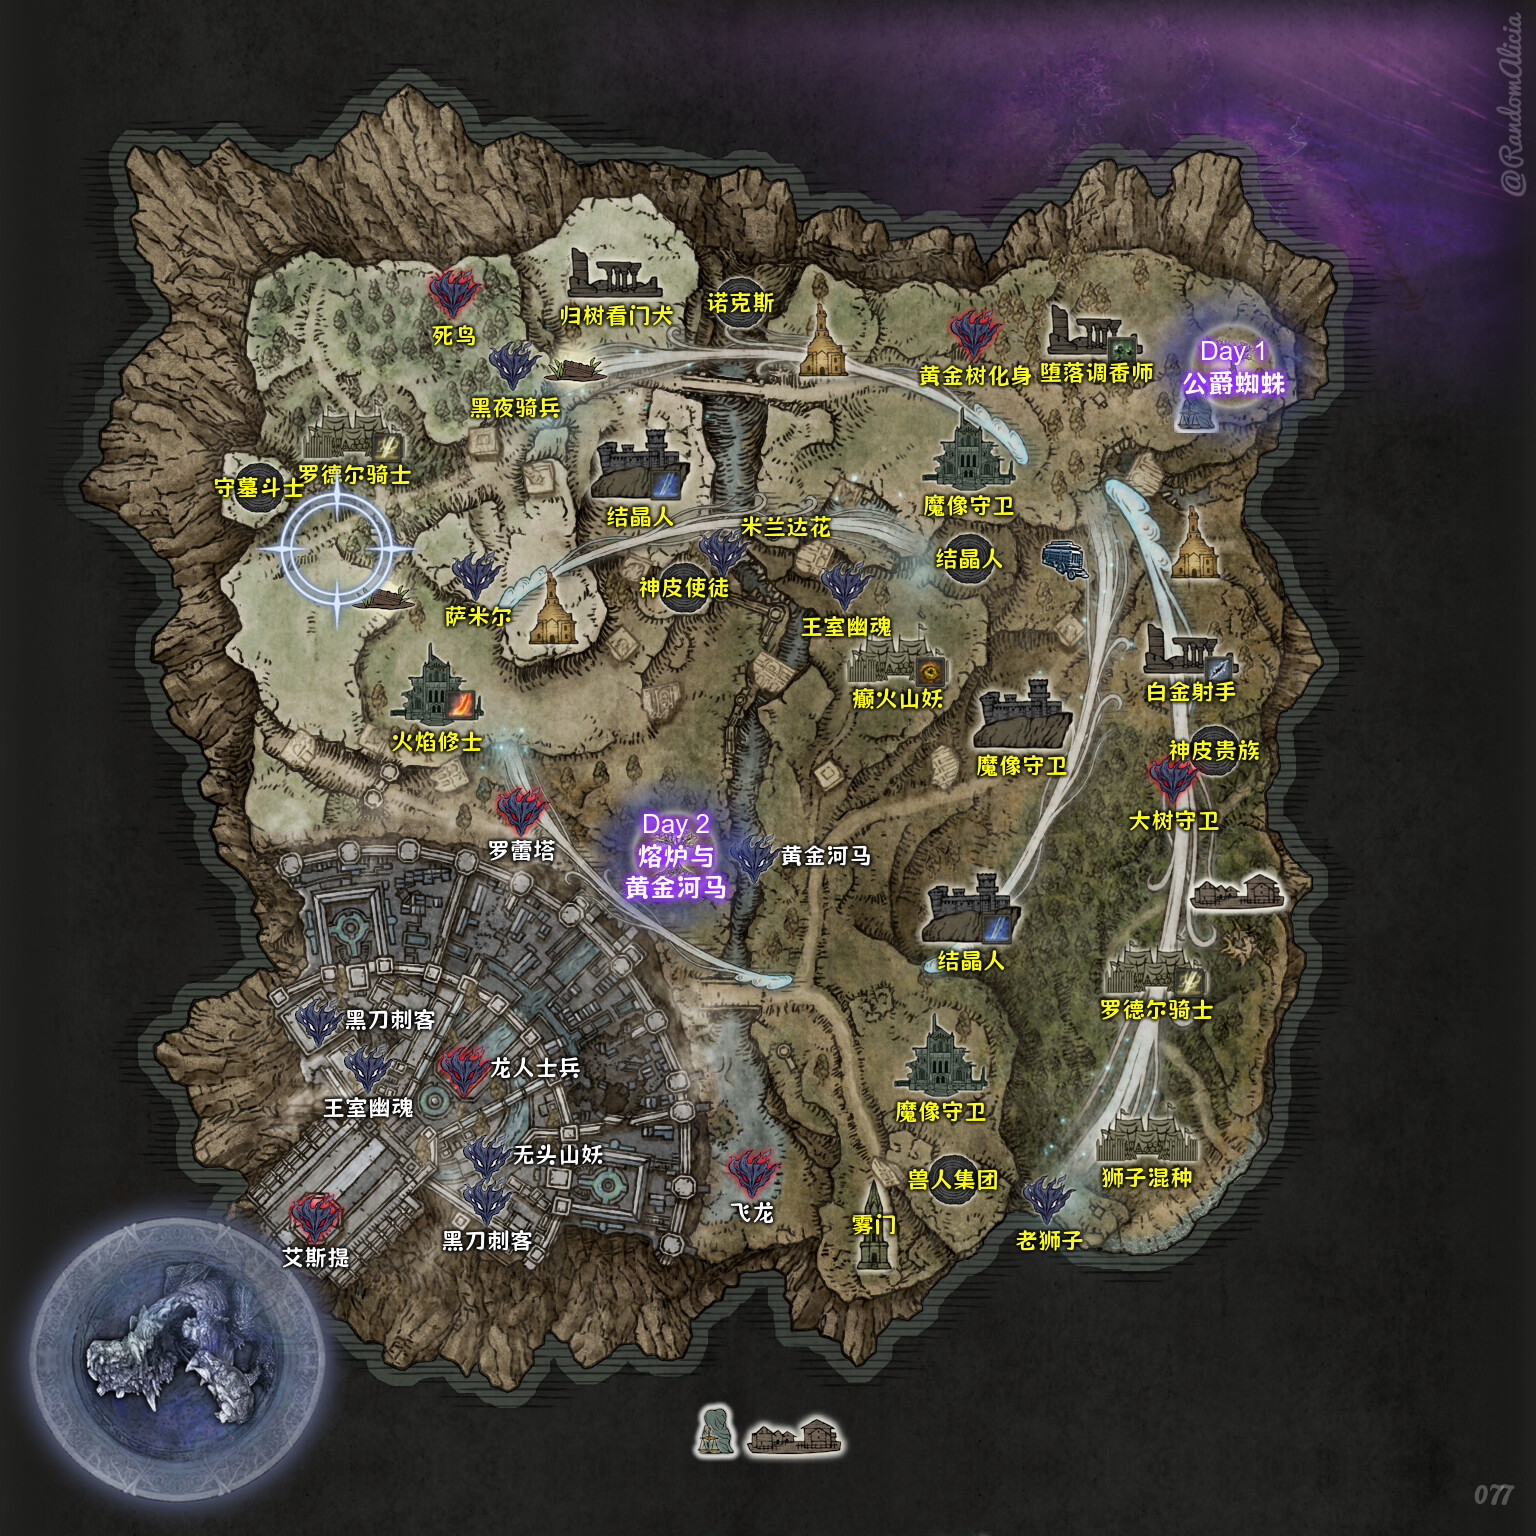 @RandomAlicia
死鸟
归树看门犬
诺克斯
黄金树化身
堕落调香师
Day 1
公爵蜘蛛
黑夜骑兵
罗德尔骑士
守墓斗士
结晶人
米兰达花
魔像守卫
结晶人
神皮使徒
萨米尔
王室幽魂
癫火山妖
白金射手
火焰修士
魔像守卫
神皮贵族
大树守卫
罗蕾塔
Day 2
熔炉与
黄金河马
黄金河马
结晶人
罗德尔骑士
黑刀刺客
龙人士兵
王室幽魂
魔像守卫
无头山妖
兽人集团
狮子混种
飞龙
雾门
老狮子
黑刀刺客
艾斯提
077